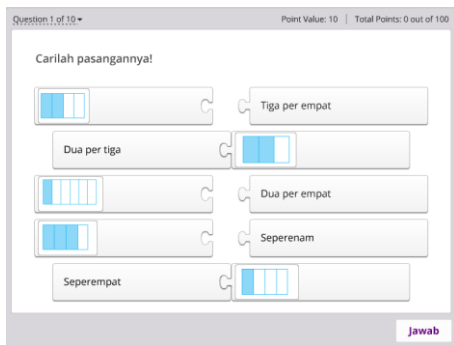 Question 1 of 10
Point Value: 10 | Total Points: 0 out of 100
Carilah pasangannya!
Tiga per empat
Dua per tiga
Dua per empat
Seperenam
Seperempat
Jawab